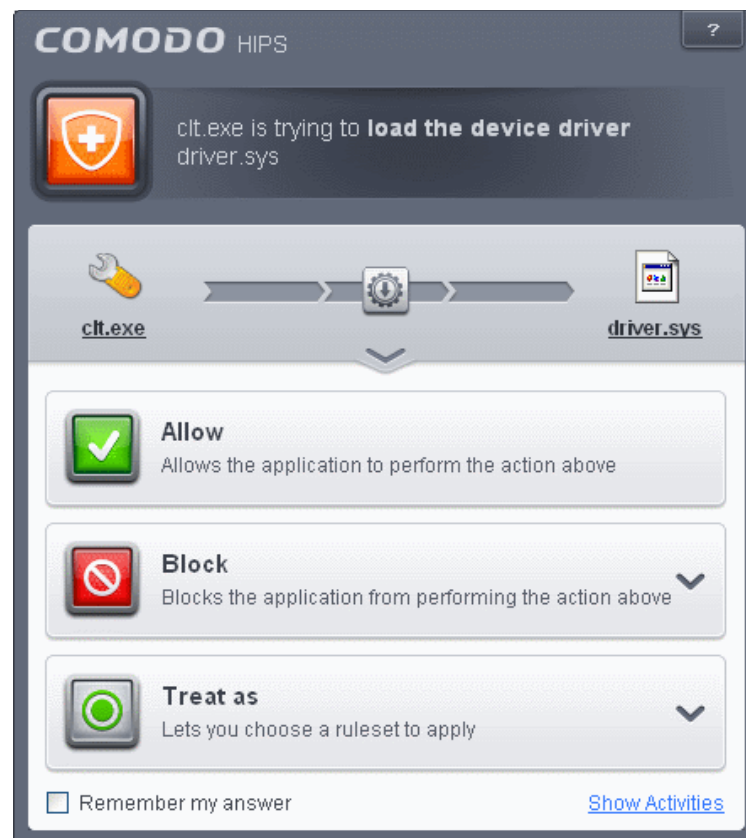 COMODO HIPS
?
clt.exe is trying to load the device driver
driver.sys
clt.exe
driver.sys
Allow
Allows the application to perform the action above
Block
Blocks the application from performing the action above
Treat as
Lets you choose a ruleset to apply
Remember my answer
Show Activities